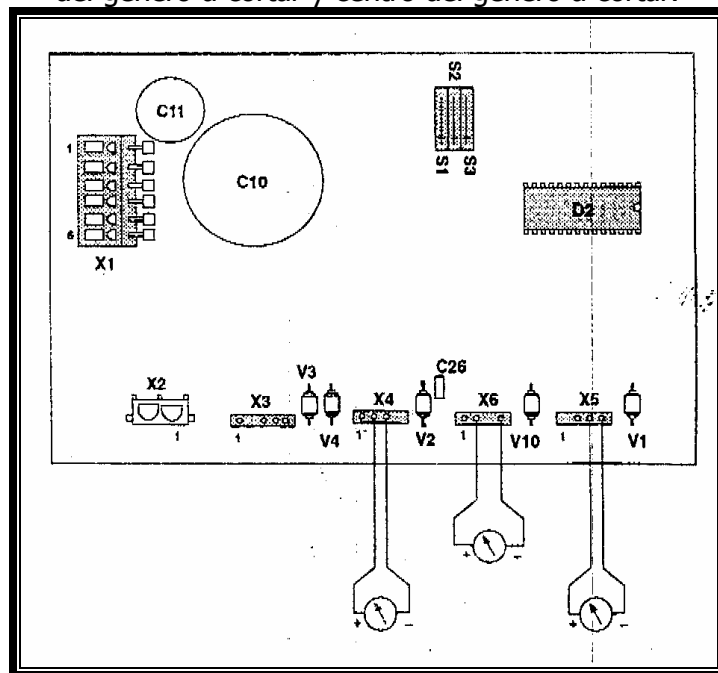 del género a cortar y centro del género a cortar.
S2
C11
1
C10
S1 S3
D2
6
X1
V3
C26
X2
X3
X4
X6
X5
1
1
V4
1
V2
1
V10
1
V1
+ -
+ -
+ -